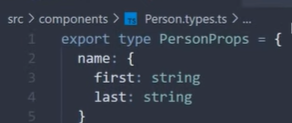 src > components > TS Person.types.ts > ...
1 export type PersonProps = {
2 name: {
3 first: string
4 last: string
5 }